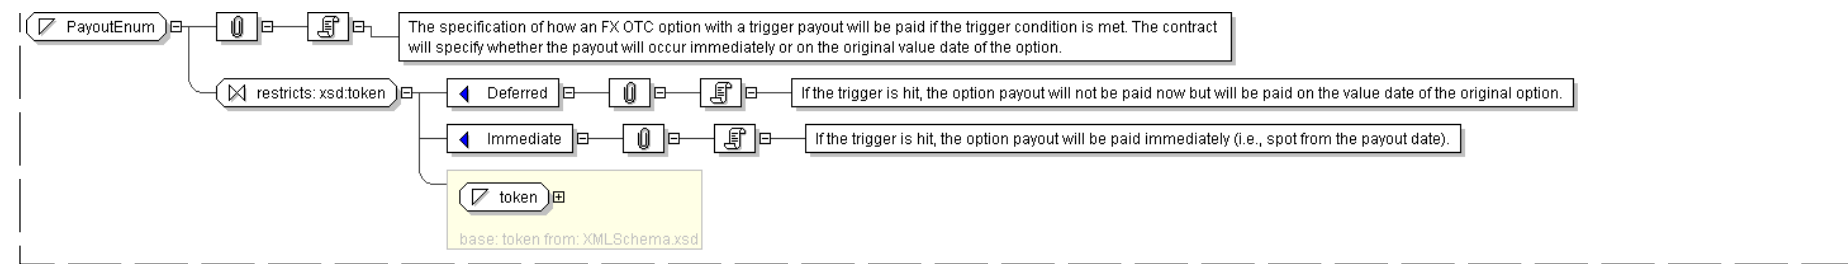 PayoutEnum
The specification of how an FX OTC option with a trigger payout will be paid if the trigger condition is met. The contract
will specify whether the payout will occur immediately or on the original value date of the option.
restricts: xsd:token
Deferred
If the trigger is hit, the option payout will not be paid now but will be paid on the value date of the original option.
Immediate
If the trigger is hit, the option payout will be paid immediately (i.e., spot from the payout date).
token
base: token from: XMLSchema.xsd